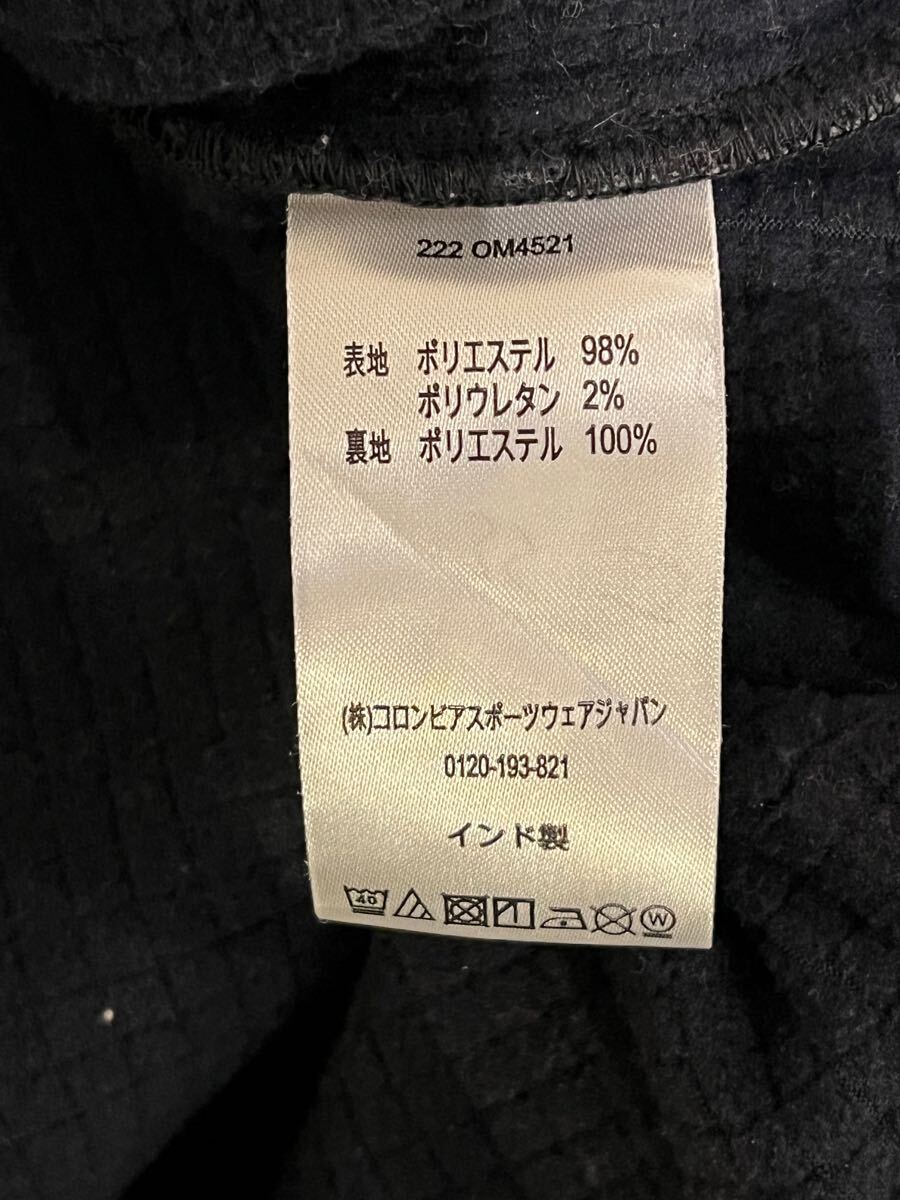 222 OM4521
表地 ポリエステル 98%
ポリウレタン 2%
裏地 ポリエステル 100%
(株)コロンビアスポーツウェアジャパン
0120-193-821
インド製
40 W